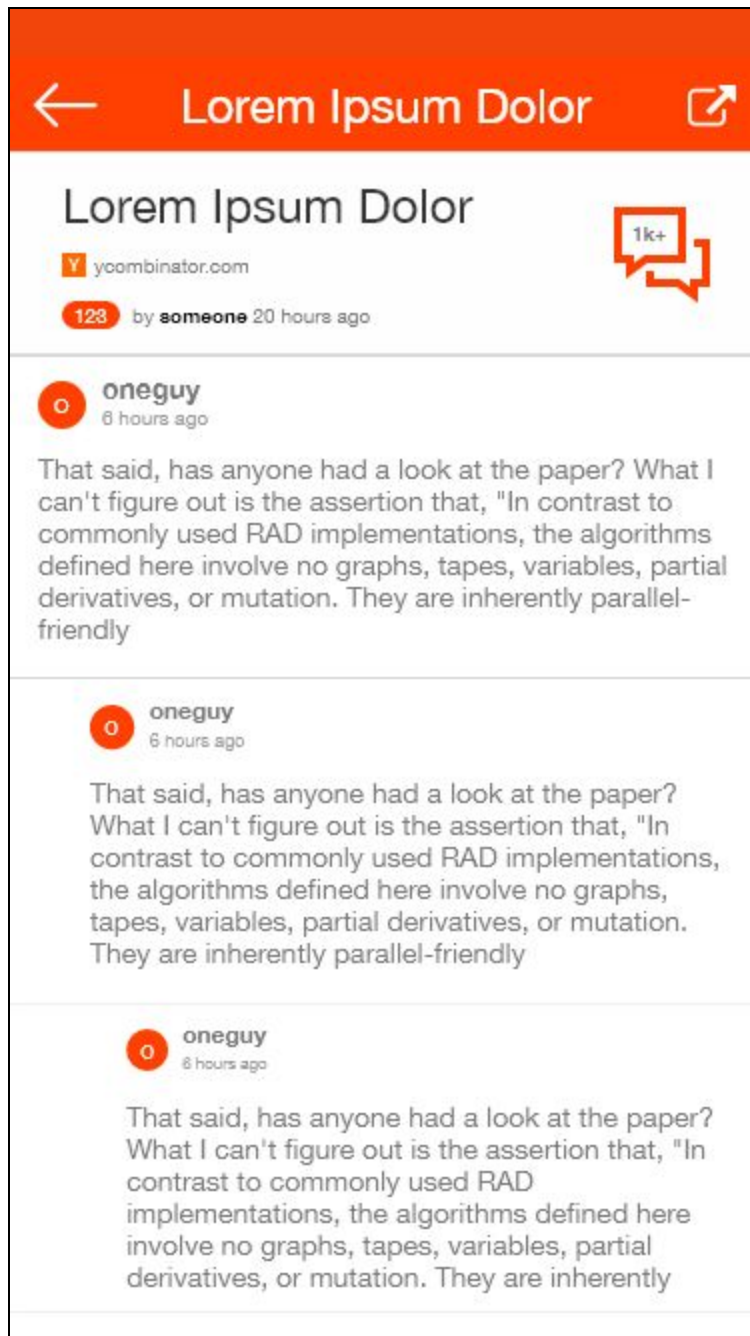 Lorem Ipsum Dolor
Lorem Ipsum Dolor
1k+
Y ycombinator.com
123 by someone 20 hours ago
O oneguy
6 hours ago
That said, has anyone had a look at the paper? What I
can't figure out is the assertion that, "In contrast to
commonly used RAD implementations, the algorithms
defined here involve no graphs, tapes, variables, partial
derivatives, or mutation. They are inherently parallel-
friendly
O oneguy
6 hours ago
That said, has anyone had a look at the paper?
What I can't figure out is the assertion that, "In
contrast to commonly used RAD implementations,
the algorithms defined here involve no graphs,
tapes, variables, partial derivatives, or mutation.
They are inherently parallel-friendly
O oneguy
6 hours ago
That said, has anyone had a look at the paper?
What I can't figure out is the assertion that, "In
contrast to commonly used RAD
implementations, the algorithms defined here
involve no graphs, tapes, variables, partial
derivatives, or mutation. They are inherently